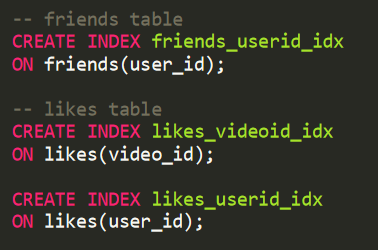 -- friends table
CREATE INDEX friends_userid_idx
ON friends(user_id);
-- likes table
CREATE INDEX likes_videoid_idx
ON likes(video_id);
CREATE INDEX likes_userid_idx
ON likes(user_id);